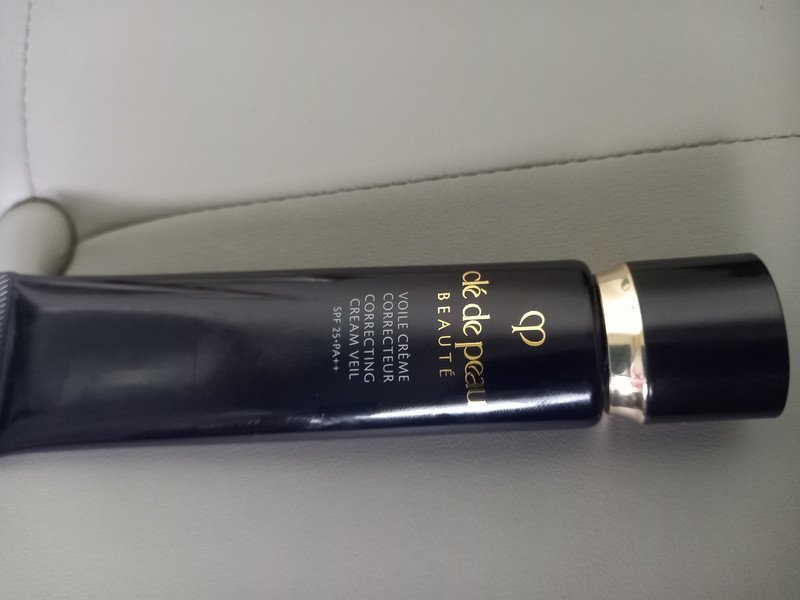 clé de peau
BEAUTÉ
VOILE CRÈME
CORRECTEUR
CORRECTING
CREAM VEIL
SPF 25•PA++